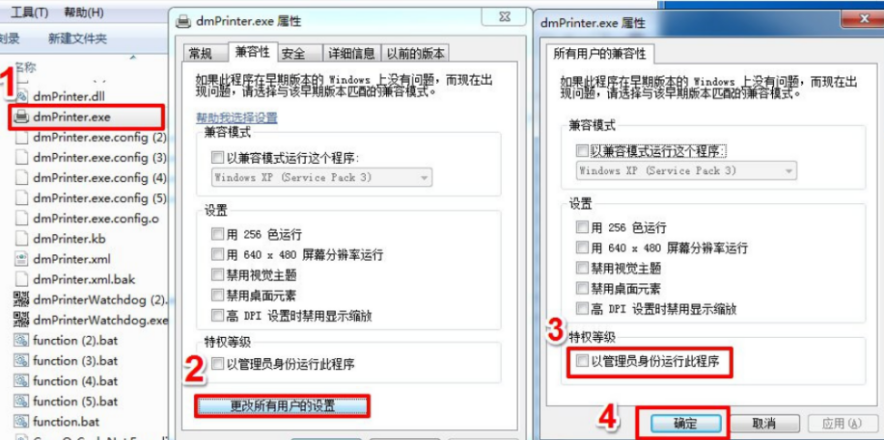 工具(T) 帮助(H)
刻录 新建文件夹
名称
1
dmPrinter.dll
dmPrinter.exe
dmPrinter.exe.config (2)
dmPrinter.exe.config (3)
dmPrinter.exe.config (4)
dmPrinter.exe.config (5)
dmPrinter.exe.config.o
dmPrinter.kb
dmPrinter.xml
dmPrinter.xml.bak
dmPrinterWatchdog (2).
dmPrinterWatchdog.exe
function (2).bat
function (3).bat
function (4).bat
function (5).bat
function.bat
dmPrinter.exe 属性
常规 兼容性 安全 详细信息 以前的版本
如果此程序在早期版本的 Windows 上没有问题，而现在出
现问题，请选择与该早期版本匹配的兼容模式。
帮助我选择设置
兼容模式
以兼容模式运行这个程序:
Windows XP (Service Pack 3)
设置
用 256 色运行
用 640 x 480 屏幕分辨率运行
禁用视觉主题
禁用桌面元素
高 DPI 设置时禁用显示缩放
特权等级
2
以管理员身份运行此程序
更改所有用户的设置
dmPrinter.exe 属性
所有用户的兼容性
如果此程序在早期版本的 Windows 上没有问题，而现在出
现问题，请选择与该早期版本匹配的兼容模式。
兼容模式
以兼容模式运行这个程序:
Windows XP (Service Pack 3)
设置
用 256 色运行
用 640 x 480 屏幕分辨率运行
禁用视觉主题
禁用桌面元素
高 DPI 设置时禁用显示缩放
3
特权等级
以管理员身份运行此程序
4
确定 取消 应用(A)